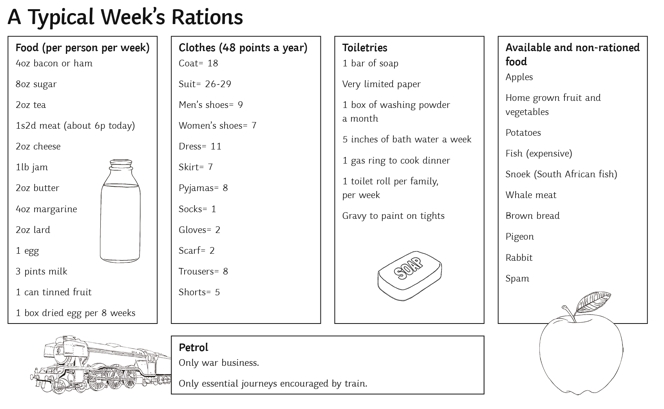 A Typical Week's Rations
Food (per person per week)
4oz bacon or ham
8oz sugar
2oz tea
1s2d meat (about 6p today)
2oz cheese
1lb jam
2oz butter
4oz margarine
2oz lard
1 egg
3 pints milk
1 can tinned fruit
1 box dried egg per 8 weeks
Clothes (48 points a year)
Coat= 18
Suit= 26-29
Men's shoes= 9
Women's shoes= 7
Dress= 11
Skirt= 7
Pyjamas= 8
Socks= 1
Gloves= 2
Scarf= 2
Trousers= 8
Shorts= 5
Toiletries
1 bar of soap
Very limited paper
1 box of washing powder
a month
5 inches of bath water a week
1 gas ring to cook dinner
1 toilet roll per family,
per week
Gravy to paint on tights
SOAP
Available and non-rationed
food
Apples
Home grown fruit and
vegetables
Potatoes
Fish (expensive)
Snoek (South African fish)
Whale meat
Brown bread
Pigeon
Rabbit
Spam
Petrol
Only war business.
Only essential journeys encouraged by train.